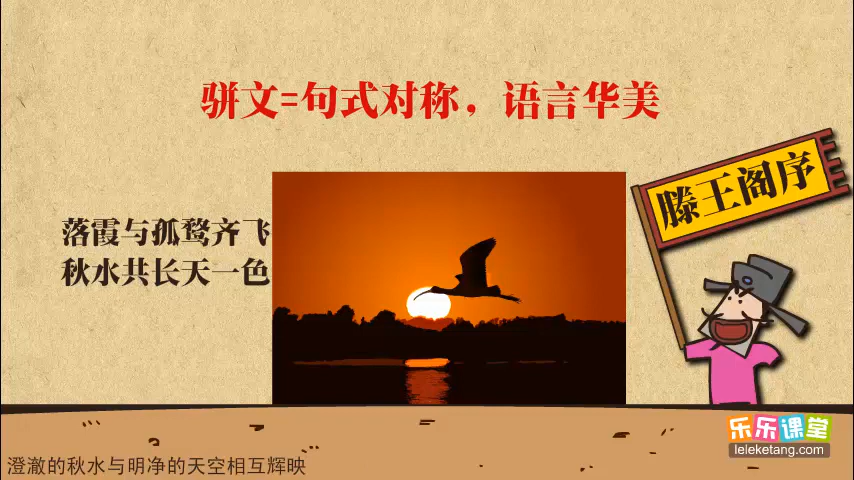 骈文=句式对称，语言华美
滕王阁序
落霞与孤鹜齐飞
秋水共长天一色
乐乐课堂
leleketang.com
澄澈的秋水与明净的天空相互辉映